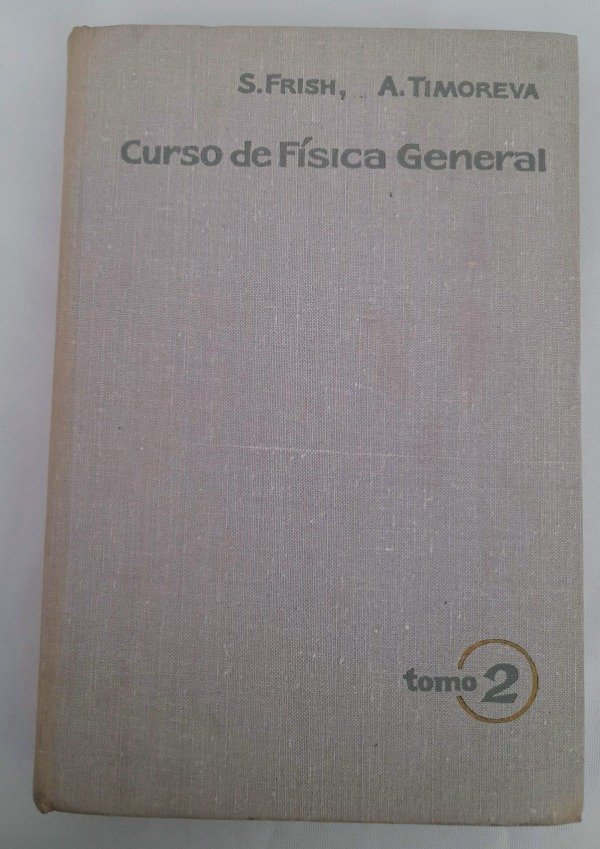 S. FRISH, A. TIMOREVA
Curso de Física General
tomo 2